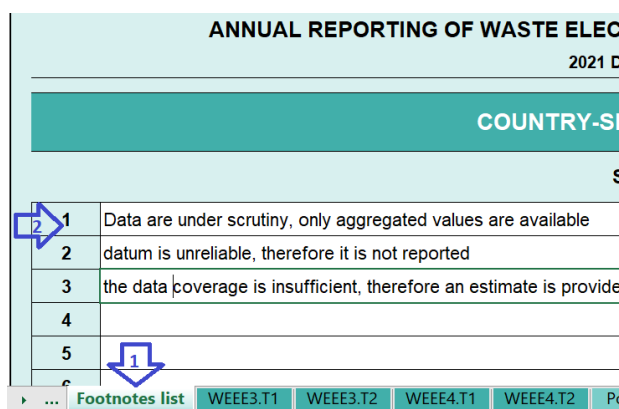 ANNUAL REPORTING OF WASTE ELEC
2021 D
COUNTRY-S
S
1 Data are under scrutiny, only aggregated values are available
2
2 datum is unreliable, therefore it is not reported
3 the data coverage is insufficient, therefore an estimate is provide
4
5
1
6
... Footnotes list WEEE3.T1 WEEE3.T2 WEEE4.T1 WEEE4.T2 Po